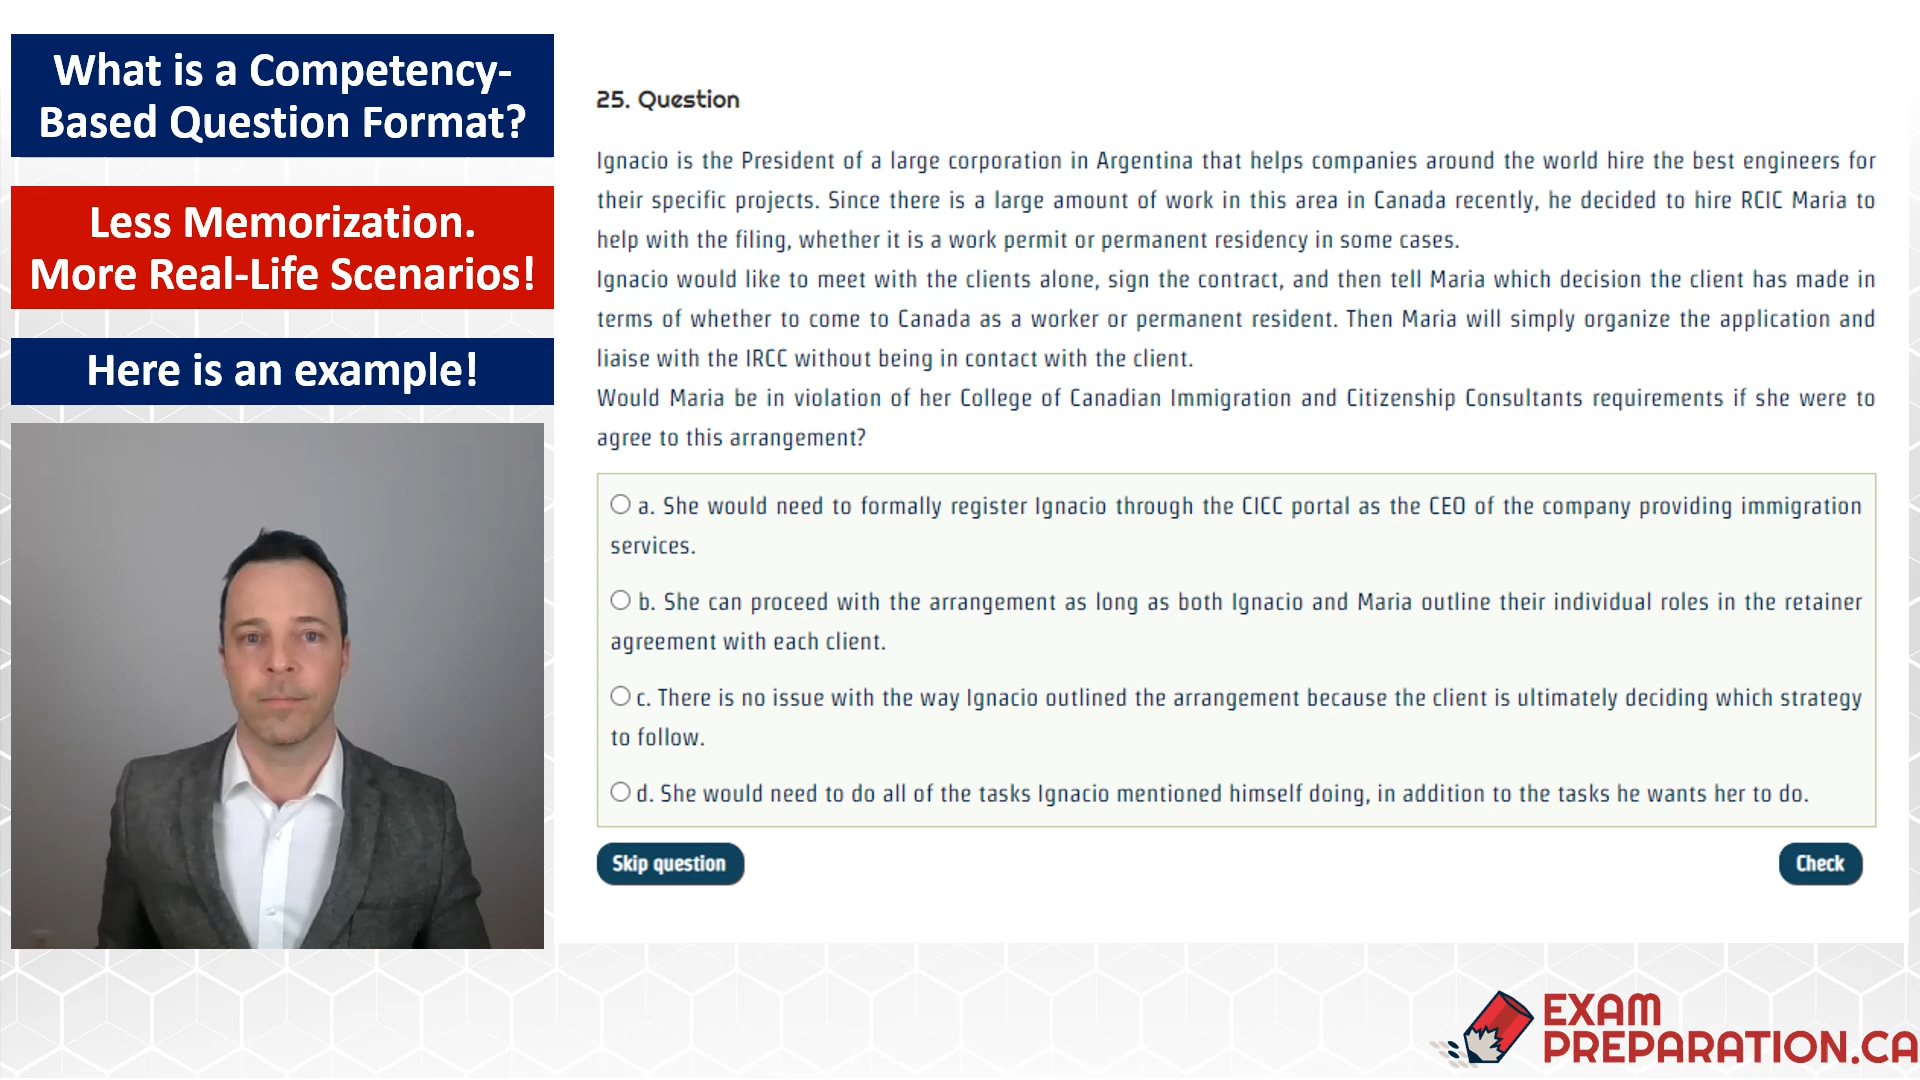 What is a Competency-
Based Question Format?
Less Memorization.
More Real-Life Scenarios!
Here is an example!
25. Question
Ignacio is the President of a large corporation in Argentina that helps companies around the world hire the best engineers for
their specific projects. Since there is a large amount of work in this area in Canada recently, he decided to hire RCIC Maria to
help with the filing, whether it is a work permit or permanent residency in some cases.
Ignacio would like to meet with the clients alone, sign the contract, and then tell Maria which decision the client has made in
terms of whether to come to Canada as a worker or permanent resident. Then Maria will simply organize the application and
liaise with the IRCC without being in contact with the client.
Would Maria be in violation of her College of Canadian Immigration and Citizenship Consultants requirements if she were to
agree to this arrangement?
a. She would need to formally register Ignacio through the CICC portal as the CEO of the company providing immigration
services.
b. She can proceed with the arrangement as long as both Ignacio and Maria outline their individual roles in the retainer
agreement with each client.
c. There is no issue with the way Ignacio outlined the arrangement because the client is ultimately deciding which strategy
to follow.
d. She would need to do all of the tasks Ignacio mentioned himself doing, in addition to the tasks he wants her to do.
Skip question
Check
EXAM
PREPARATION.CA